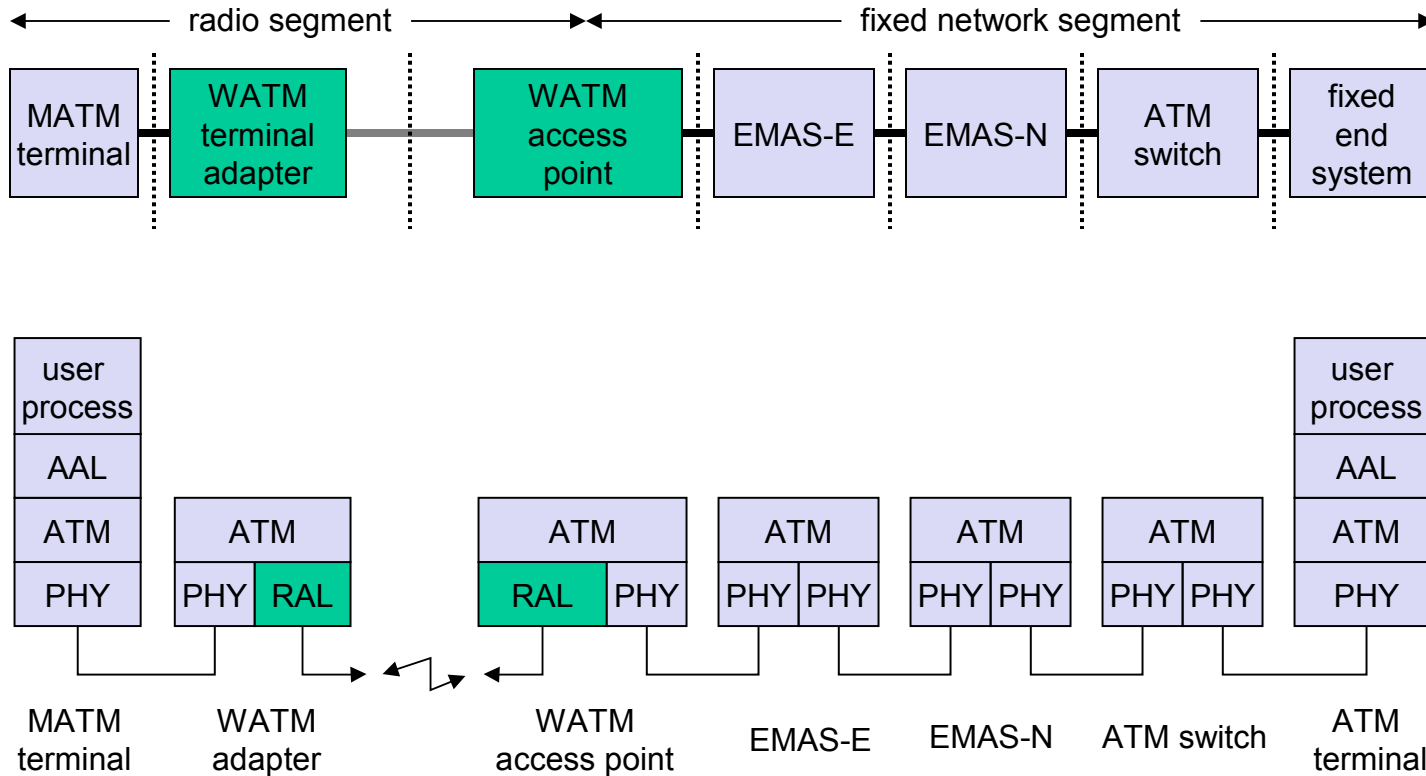 radio segment
fixed network segment
MATM
terminal
WATM
terminal
adapter
WATM
access
point
EMAS-E
EMAS-N
ATM
switch
fixed
end
system
user
process
AAL
ATM
PHY
ATM
PHY
RAL
ATM
RAL
PHY
ATM
PHY
PHY
ATM
PHY
PHY
ATM
PHY
PHY
user
process
AAL
ATM
PHY
MATM
terminal
WATM
adapter
WATM
access point
EMAS-E
EMAS-N
ATM switch
ATM
terminal